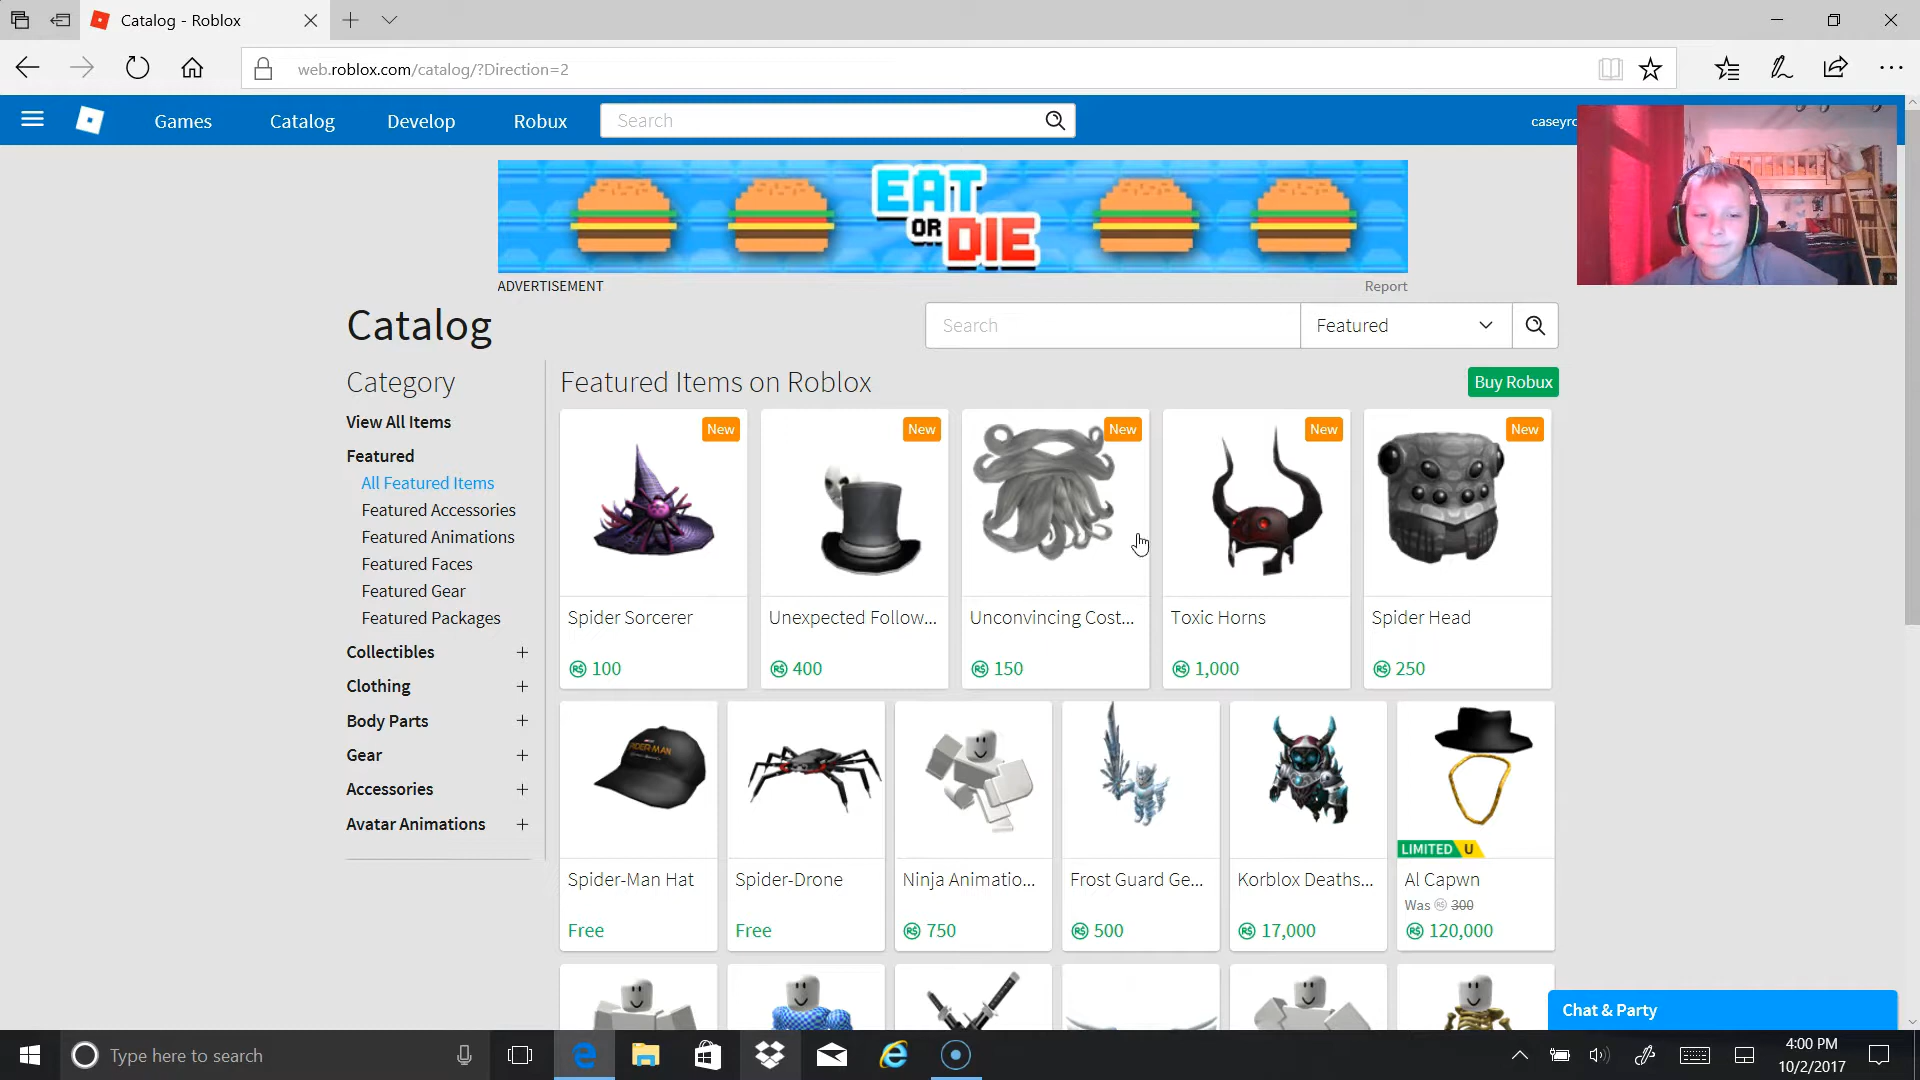 Catalog - Roblox
web.roblox.com/catalog/?Direction=2
Games Catalog Develop Robux Search
caseyro
EAT
OR DIE
ADVERTISEMENT Report
Catalog Search Featured
Category Featured Items on Roblox Buy Robux
View All Items
Featured
All Featured Items
Featured Accessories
Featured Animations
Featured Faces
Featured Gear
Featured Packages
Collectibles +
Clothing +
Body Parts +
Gear +
Accessories +
Avatar Animations +
New New New New New
Spider Sorcerer Unexpected Follow... Unconvincing Cost... Toxic Horns Spider Head
R$ 100 R$ 400 R$ 150 R$ 1,000 R$ 250
SPIDER-MAN
LIMITED U
Spider-Man Hat Spider-Drone Ninja Animatio... Frost Guard Ge... Korblox Deaths... Al Capwn
Was R$ 300
Free Free R$ 750 R$ 500 R$ 17,000 R$ 120,000
Chat & Party
Type here to search
4:00 PM
10/2/2017